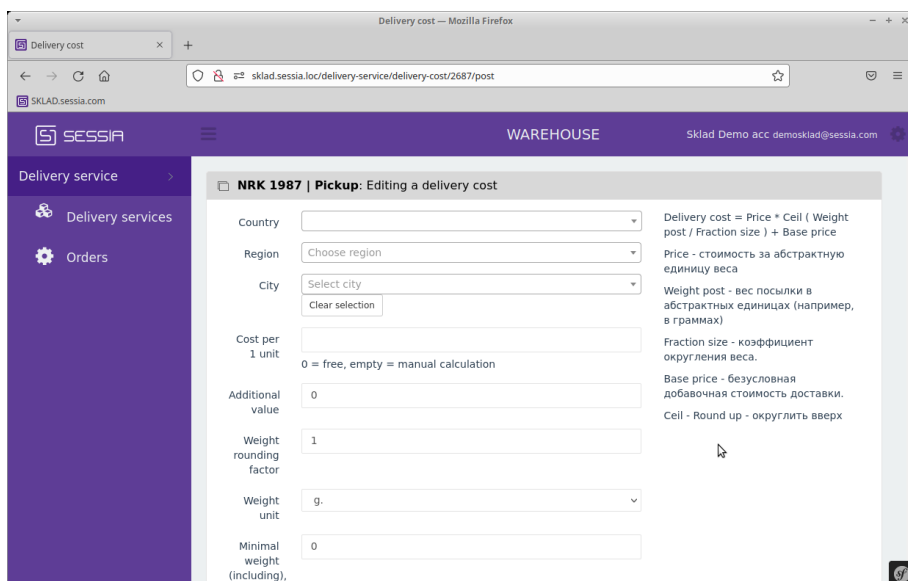 Delivery cost — Mozilla Firefox
Delivery cost
sklad.sessia.loc/delivery-service/delivery-cost/2687/post
SKLAD.sessia.com
SESSIA
WAREHOUSE
Sklad Demo acc demosklad@sessia.com
Delivery service
Delivery services
Orders
NRK 1987 | Pickup: Editing a delivery cost
Country
Region
Choose region
City
Select city
Clear selection
Cost per
1 unit
0 = free, empty = manual calculation
Additional
value
0
Weight
rounding
factor
1
Weight
unit
g.
Minimal
weight
(including),
0
Delivery cost = Price * Ceil ( Weight
post / Fraction size ) + Base price
Price - стоимость за абстрактную
единицу веса
Weight post - вес посылки в
абстрактных единицах (например,
в граммах)
Fraction size - коэффициент
округления веса.
Base price - безусловная
добавочная стоимость доставки.
Ceil - Round up - округлить вверх
sf